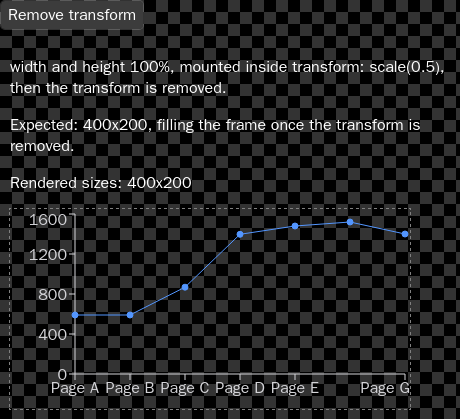 Remove transform
width and height 100%, mounted inside transform: scale(0.5),
then the transform is removed.
Expected: 400x200, filling the frame once the transform is
removed.
Rendered sizes: 400x200
1600
1200
800
400
0
Page A Page B Page C Page D Page E Page G